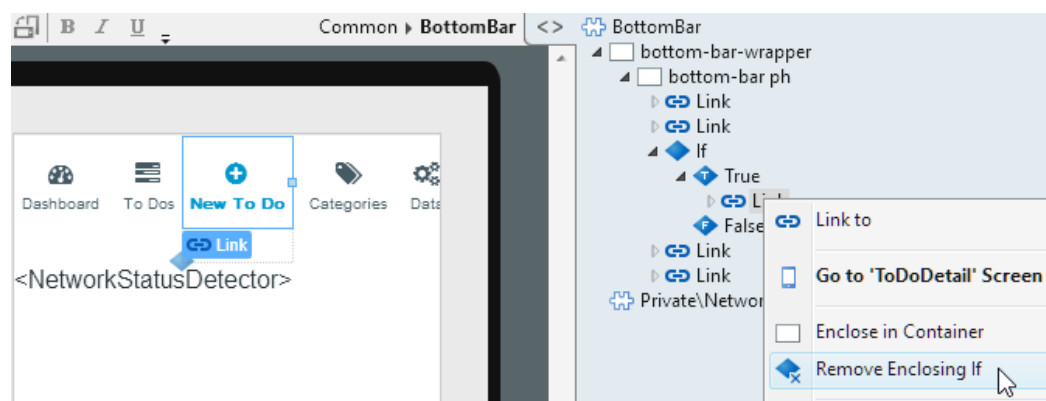 B I U
Common ▸ BottomBar
<> BottomBar
bottom-bar-wrapper
bottom-bar ph
Link
Link
If
True
Link
False
Link
Link
Private\Networ
Dashboard To Dos New To Do Categories Data
Link
<NetworkStatusDetector>
Link to
Go to 'ToDoDetail' Screen
Enclose in Container
Remove Enclosing If